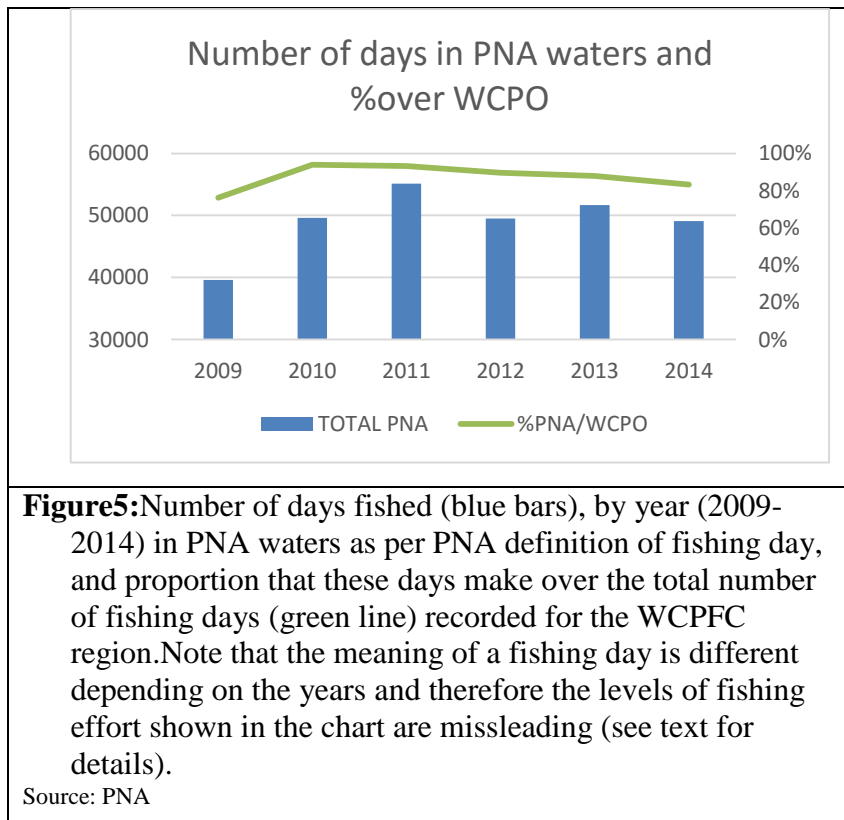 Number of days in PNA waters and
%over WCPO
60000
50000
40000
30000
100%
80%
60%
40%
20%
0%
2009 2010 2011 2012 2013 2014
TOTAL PNA %PNA/WCPO
Figure5:Number of days fished (blue bars), by year (2009-
2014) in PNA waters as per PNA definition of fishing day,
and proportion that these days make over the total number
of fishing days (green line) recorded for the WCPFC
region.Note that the meaning of a fishing day is different
depending on the years and therefore the levels of fishing
effort shown in the chart are missleading (see text for
details).
Source: PNA